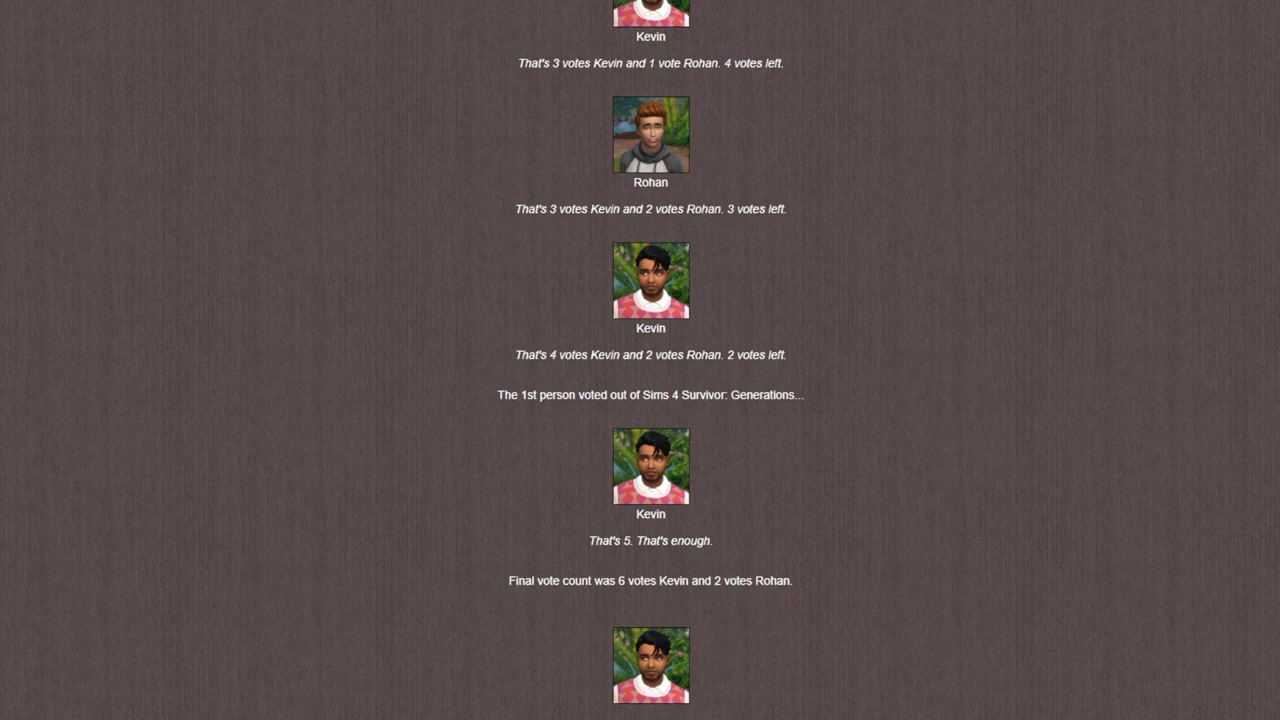 Kevin
That's 3 votes Kevin and 1 vote Rohan. 4 votes left.
Rohan
That's 3 votes Kevin and 2 votes Rohan. 3 votes left.
Kevin
That's 4 votes Kevin and 2 votes Rohan. 2 votes left.
The 1st person voted out of Sims 4 Survivor: Generations...
Kevin
That's 5. That's enough.
Final vote count was 6 votes Kevin and 2 votes Rohan.